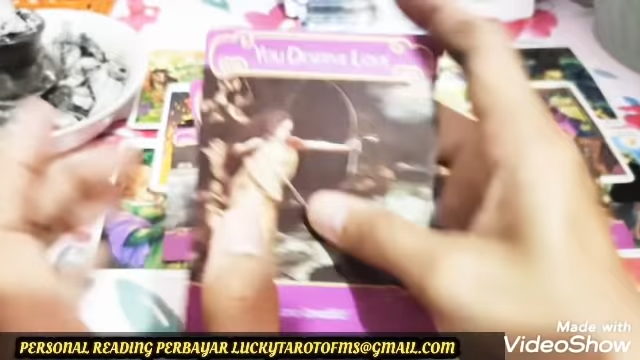 You Deserve Love
PERSONAL READING PERBAYAR LUCKYTAROTOFMS@GMAIL.COM
Made with
VideoShow